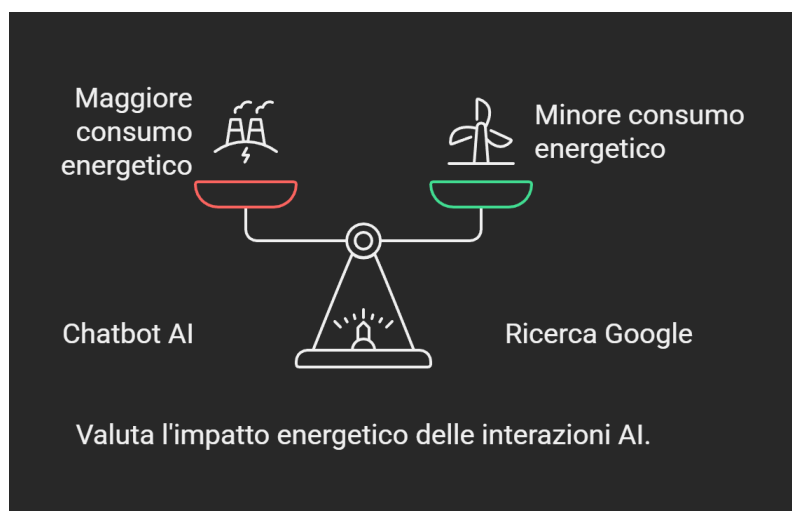 Maggiore
consumo
energetico
Minore consumo
energetico
Chatbot AI
Ricerca Google
Valuta l'impatto energetico delle interazioni AI.